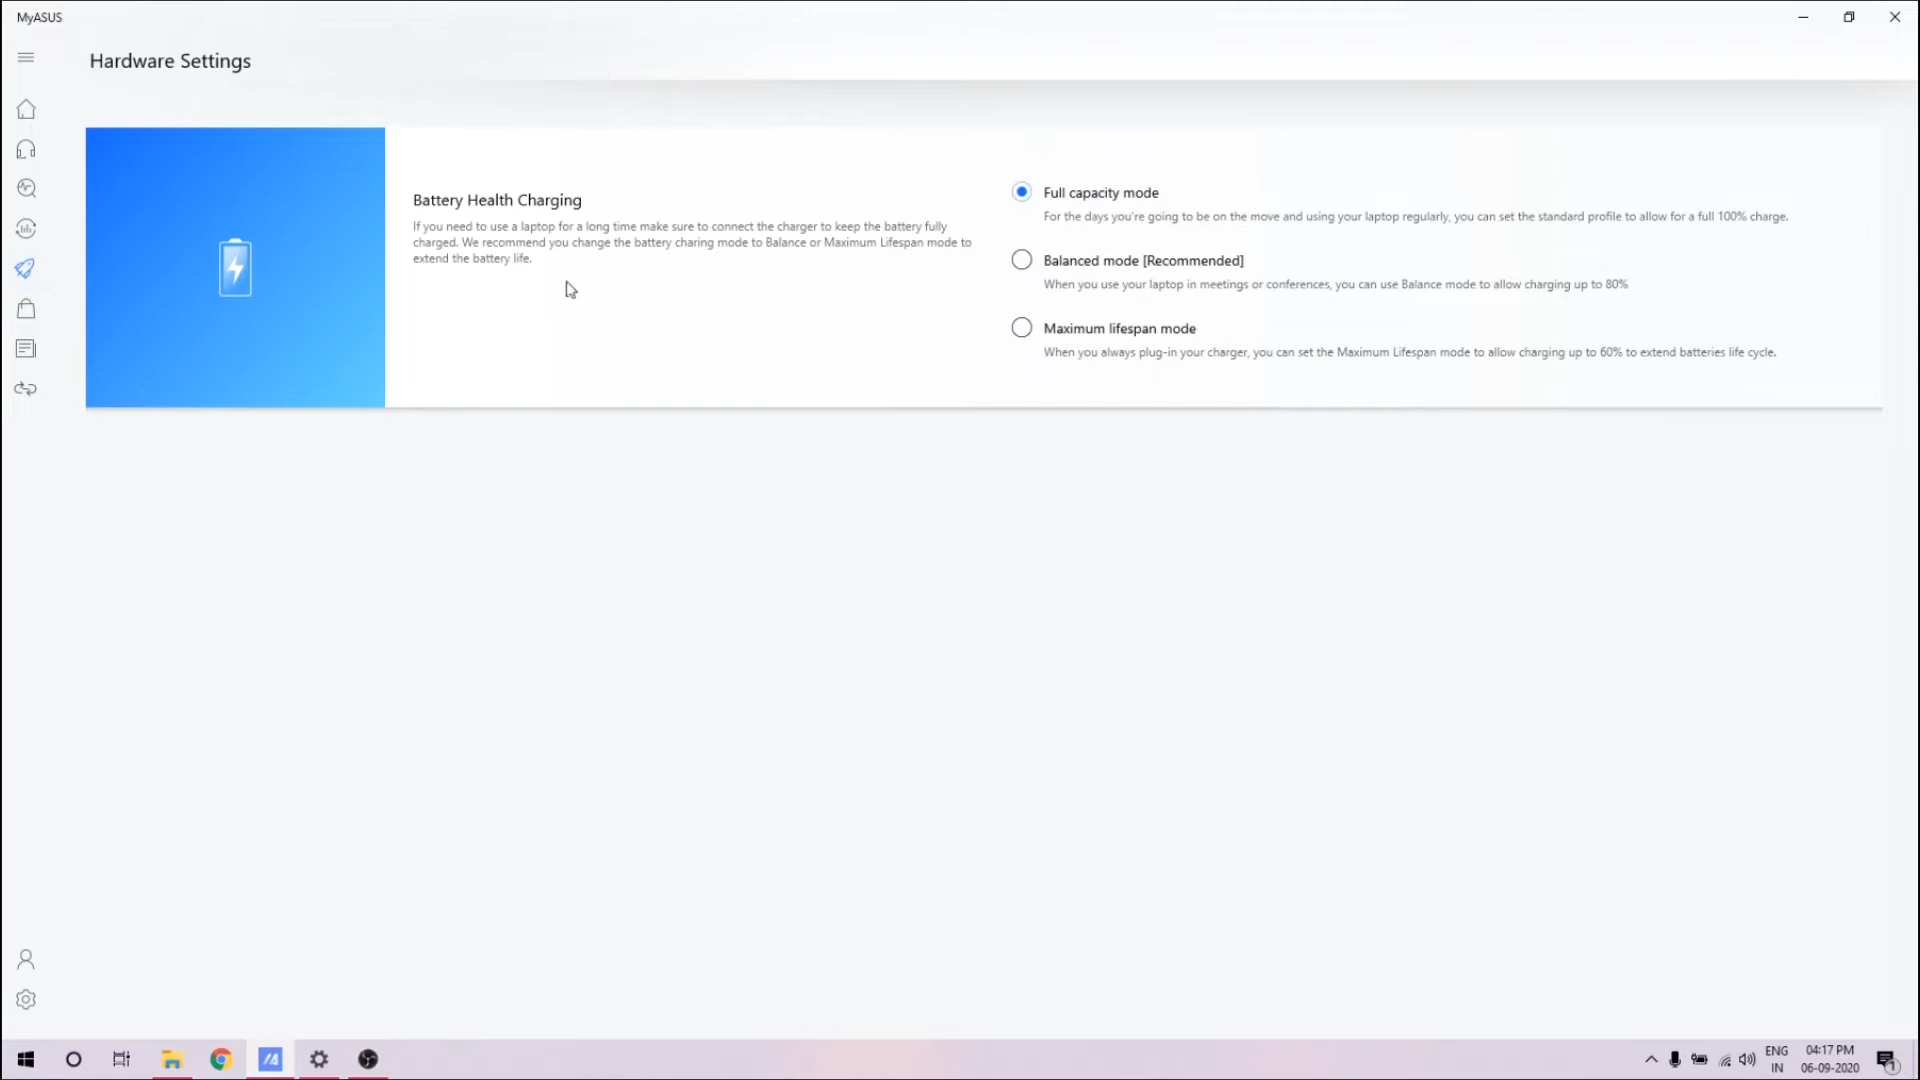 MyASUS
Hardware Settings
Battery Health Charging
If you need to use a laptop for a long time make sure to connect the charger to keep the battery fully
charged. We recommend you change the battery charing mode to Balance or Maximum Lifespan mode to
extend the battery life.
Full capacity mode
For the days you're going to be on the move and using your laptop regularly, you can set the standard profile to allow for a full 100% charge.
Balanced mode [Recommended]
When you use your laptop in meetings or conferences, you can use Balance mode to allow charging up to 80%
Maximum lifespan mode
When you always plug-in your charger, you can set the Maximum Lifespan mode to allow charging up to 60% to extend batteries life cycle.
ENG
IN
04:17 PM
06-09-2020
1